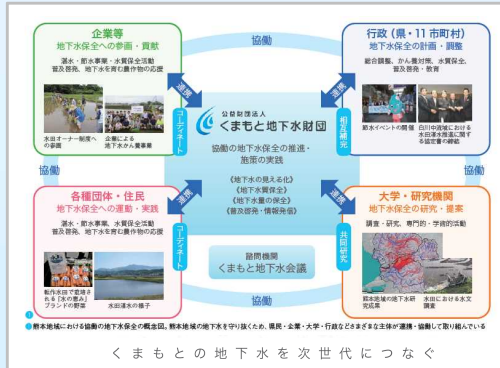 協働
企業等
地下水保全への参画・貢献
湛水・節水事業・水質保全活動
普及啓発、地下水を育む農作物の応援
水田オーナー制度への参画
企業による
地下水かん養事業
行政（県・11市町村）
地下水保全の計画・調整
総合調整、かん養対策、水質保全、
普及啓発・教育
節水イベントの開催
白川中流域における
水田湛水推進に関す
る協定書の締結
連携
コーディネート
連携
相互補完
公益財団法人
くまもと地下水財団
協働の地下水保全の推進・
施策の実践
《地下水の見える化》
《地下水質保全》
《地下水量の保全》
《普及啓発・情報発信》
協働
協働
各種団体・住民
地下水保全への運動・実践
湛水・節水事業、水質保全活動
普及啓発、地下水を育む農作物の応援
転作水田で栽培さ
れる『水の恵み』
ブランドの野菜
水田湛水の様子
連携
コーディネート
連携
共同研究
大学・研究機関
地下水保全の研究・提案
調査・研究、専門的・学術的活動
熊本地域の地下水研
究成果
水田における水文
調査
諮問機関
くまもと地下水会議
協働
熊本地域における協働の地下水保全の概念図。熊本地域の地下水を守り抜くため、県民・企業・大学・行政などさまざまな主体が連携・協働して取り組んでいる
くまもとの地下水を次世代につなぐ